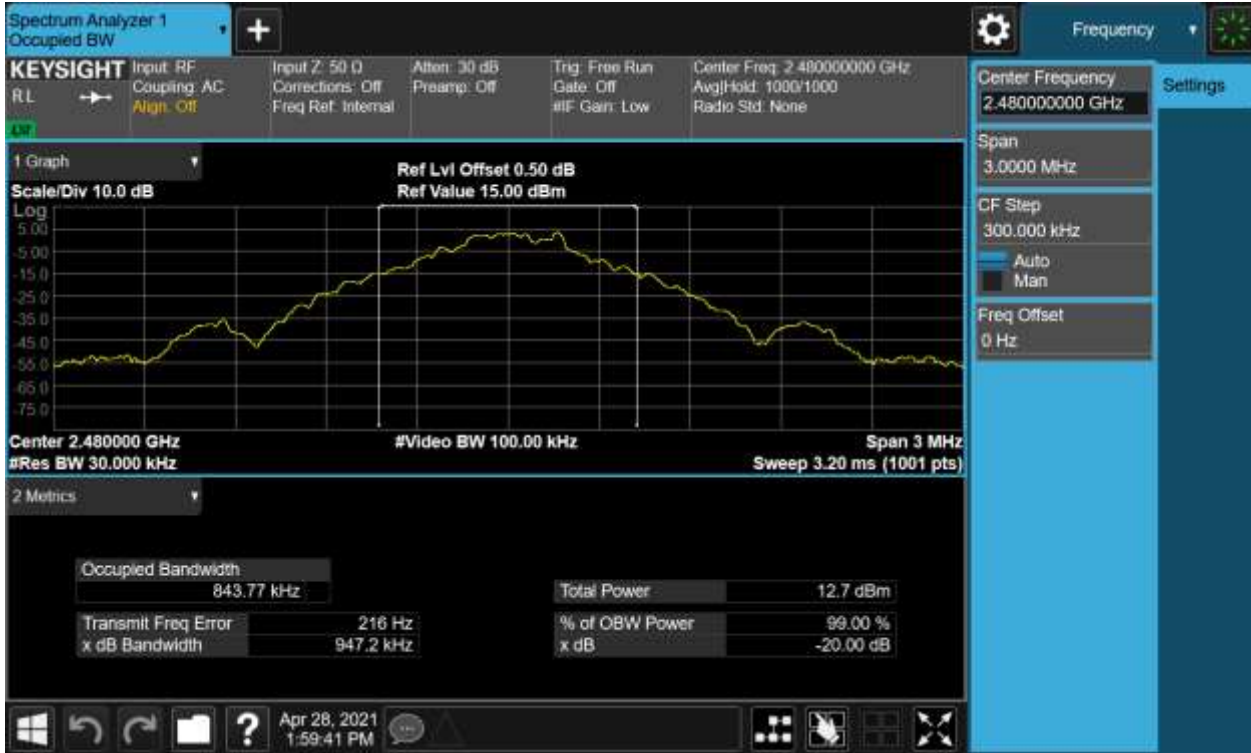 Spectrum Analyzer 1
Occupied BW
Frequency
KEYSIGHT
RL
Input: RF
Coupling: AC
Align: Off
Input Z: 50 Ω
Corrections: Off
Freq Ref: Internal
Atten: 30 dB
Preamp: Off
Trig: Free Run
Gate: Off
#IF Gain: Low
Center Freq: 2.480000000 GHz
Avg|Hold: 1000/1000
Radio Std: None
Center Frequency
2.480000000 GHz
Settings
Span
3.0000 MHz
CF Step
300.000 kHz
Auto
Man
Freq Offset
0 Hz
1 Graph
Scale/Div 10.0 dB
Ref Lvl Offset 0.50 dB
Ref Value 15.00 dBm
Log
5.00
-5.00
-15.0
-25.0
-35.0
-45.0
-55.0
-65.0
-75.0
Center 2.480000 GHz
#Video BW 100.00 kHz
Span 3 MHz
#Res BW 30.000 kHz
Sweep 3.20 ms (1001 pts)
2 Metrics
Occupied Bandwidth
843.77 kHz
Total Power 12.7 dBm
Transmit Freq Error 216 Hz
% of OBW Power 99.00 %
x dB Bandwidth 947.2 kHz
x dB -20.00 dB
?
Apr 28, 2021
1:59:41 PM